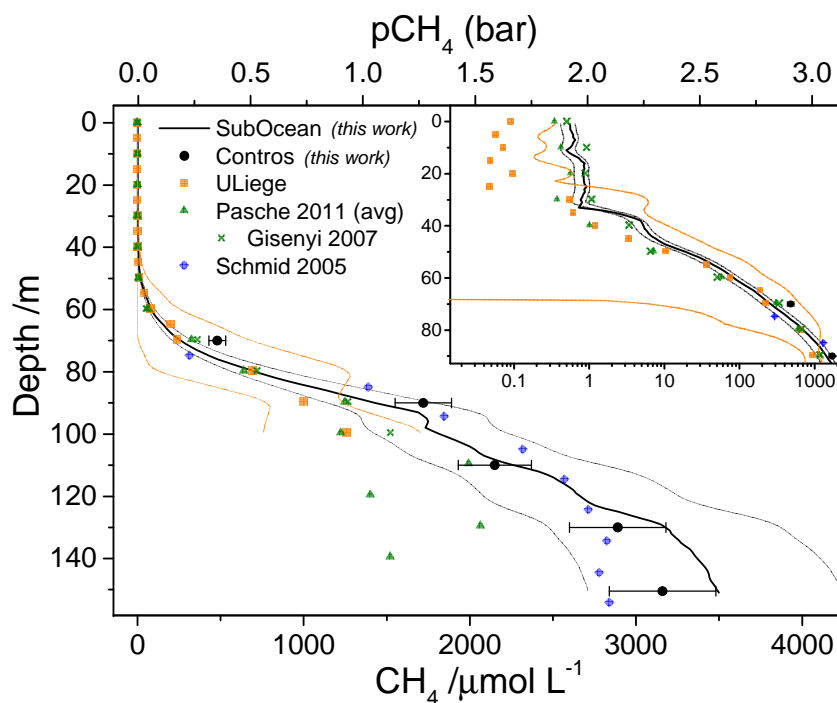 pCH4 (bar)
0.0 0.5 1.0 1.5 2.0 2.5 3.0
0
20
40
60
80
100
120
140
Depth /m
SubOcean (this work)
Contros (this work)
ULiege
Pasche 2011 (avg)
Gisenyi 2007
Schmid 2005
0
20
40
60
80
0.1 1 10 100 1000
0 1000 2000 3000 4000
CH4 /μmol L-1